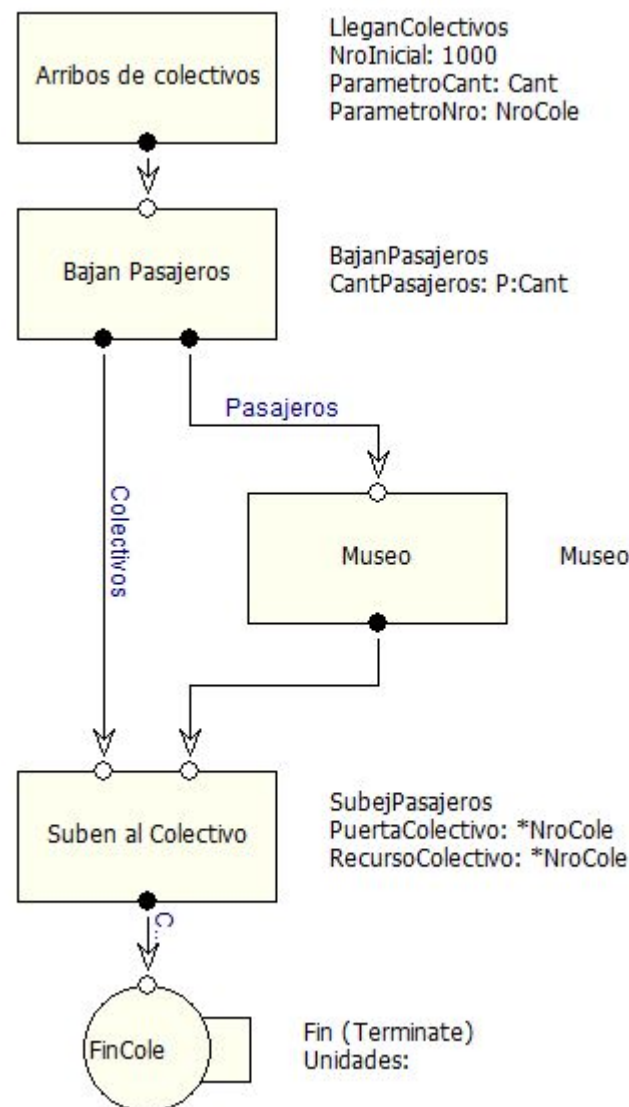 Arribos de colectivos
LleganColectivos
NroInicial: 1000
ParametroCant: Cant
ParametroNro: NroCole
Bajan Pasajeros
BajanPasajeros
CantPasajeros: P:Cant
Pasajeros
Colectivos
Museo
Museo
Suben al Colectivo
SubejPasajeros
PuertaColectivo: *NroCole
RecursoColectivo: *NroCole
C...
FinCole
Fin (Terminate)
Unidades: